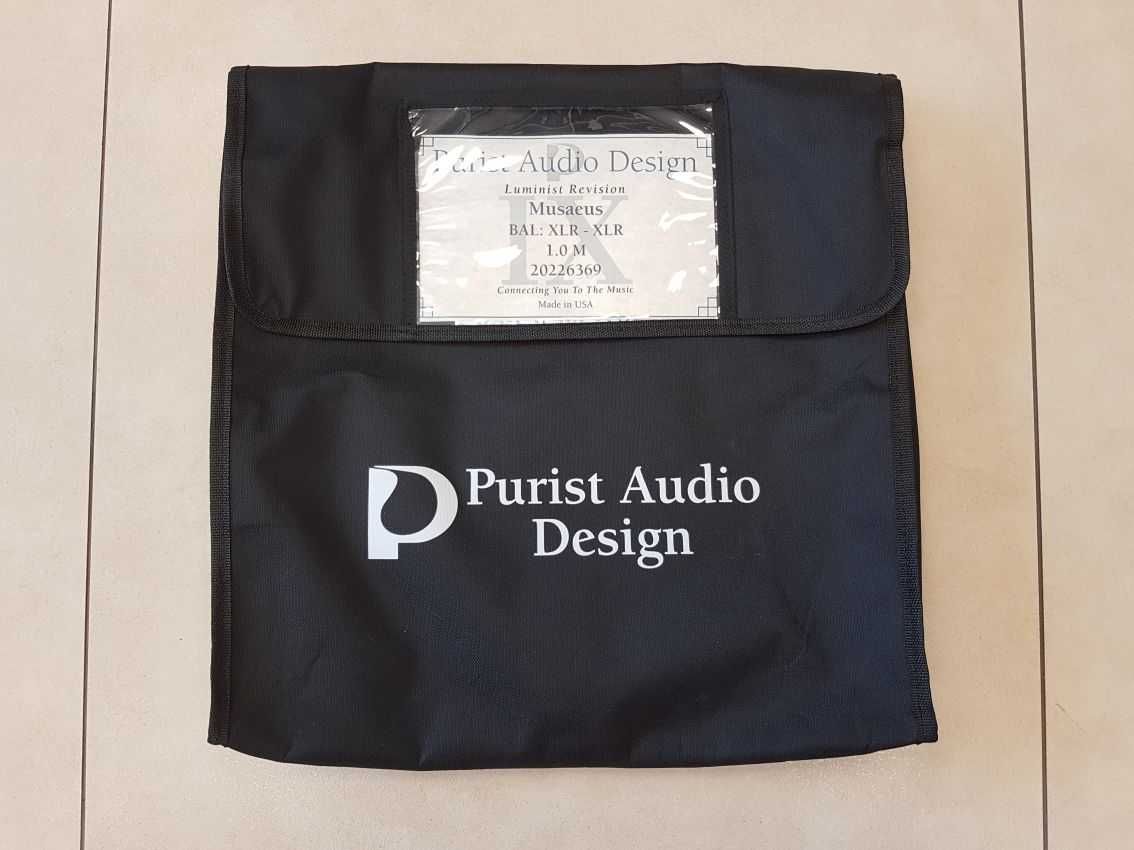 Purist Audio Design
Luminist Revision
IX
Musaeus
BAL: XLR - XLR
1.0 M
20226369
Connecting You To The Music
Made in USA
Purist Audio
Design